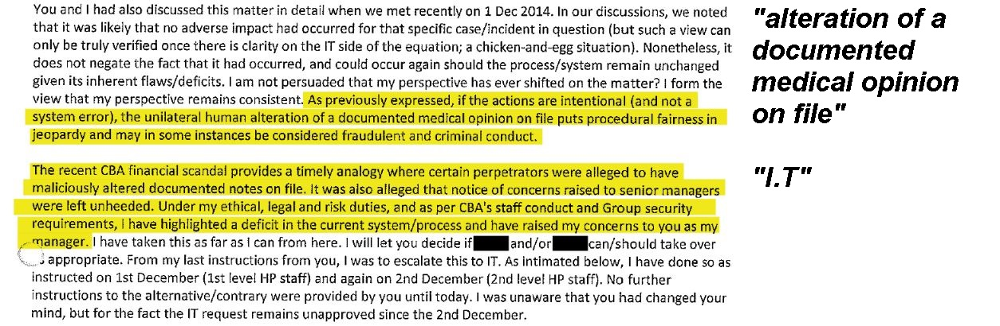 You and I had also discussed this matter in detail when we met recently on 1 Dec 2014. In our discussions, we noted
that it was likely that no adverse impact had occurred for that specific case/incident in question (but such a view can
only be truly verified once there is clarity on the IT side of the equation; a chicken-and-egg situation). Nonetheless, it
does not negate the fact that it had occurred, and could occur again should the process/system remain unchanged
given its inherent flaws/deficits. I am not persuaded that my perspective has ever shifted on the matter? I form the
view that my perspective remains consistent. As previously expressed, if the actions are intentional (and not a
system error), the unilateral human alteration of a documented medical opinion on file puts procedural fairness in
jeopardy and may in some instances be considered fraudulent and criminal conduct.
The recent CBA financial scandal provides a timely analogy where certain perpetrators were alleged to have
maliciously altered documented notes on file. It was also alleged that notice of concerns raised to senior managers
were left unheeded. Under my ethical, legal and risk duties, and as per CBA's staff conduct and Group security
requirements, I have highlighted a deficit in the current system/process and have raised my concerns to you as my
manager. I have taken this as far as I can from here. I will let you decide if and/or can/should take over
appropriate. From my last instructions from you, I was to escalate this to IT. As intimated below, I have done so as
instructed on 1st December (1st level HP staff) and again on 2nd December (2nd level HP staff). No further
instructions to the alternative/contrary were provided by you until today. I was unaware that you had changed your
mind, but for the fact the IT request remains unapproved since the 2nd December.
"alteration of a
documented
medical opinion
on file"
"I.T"